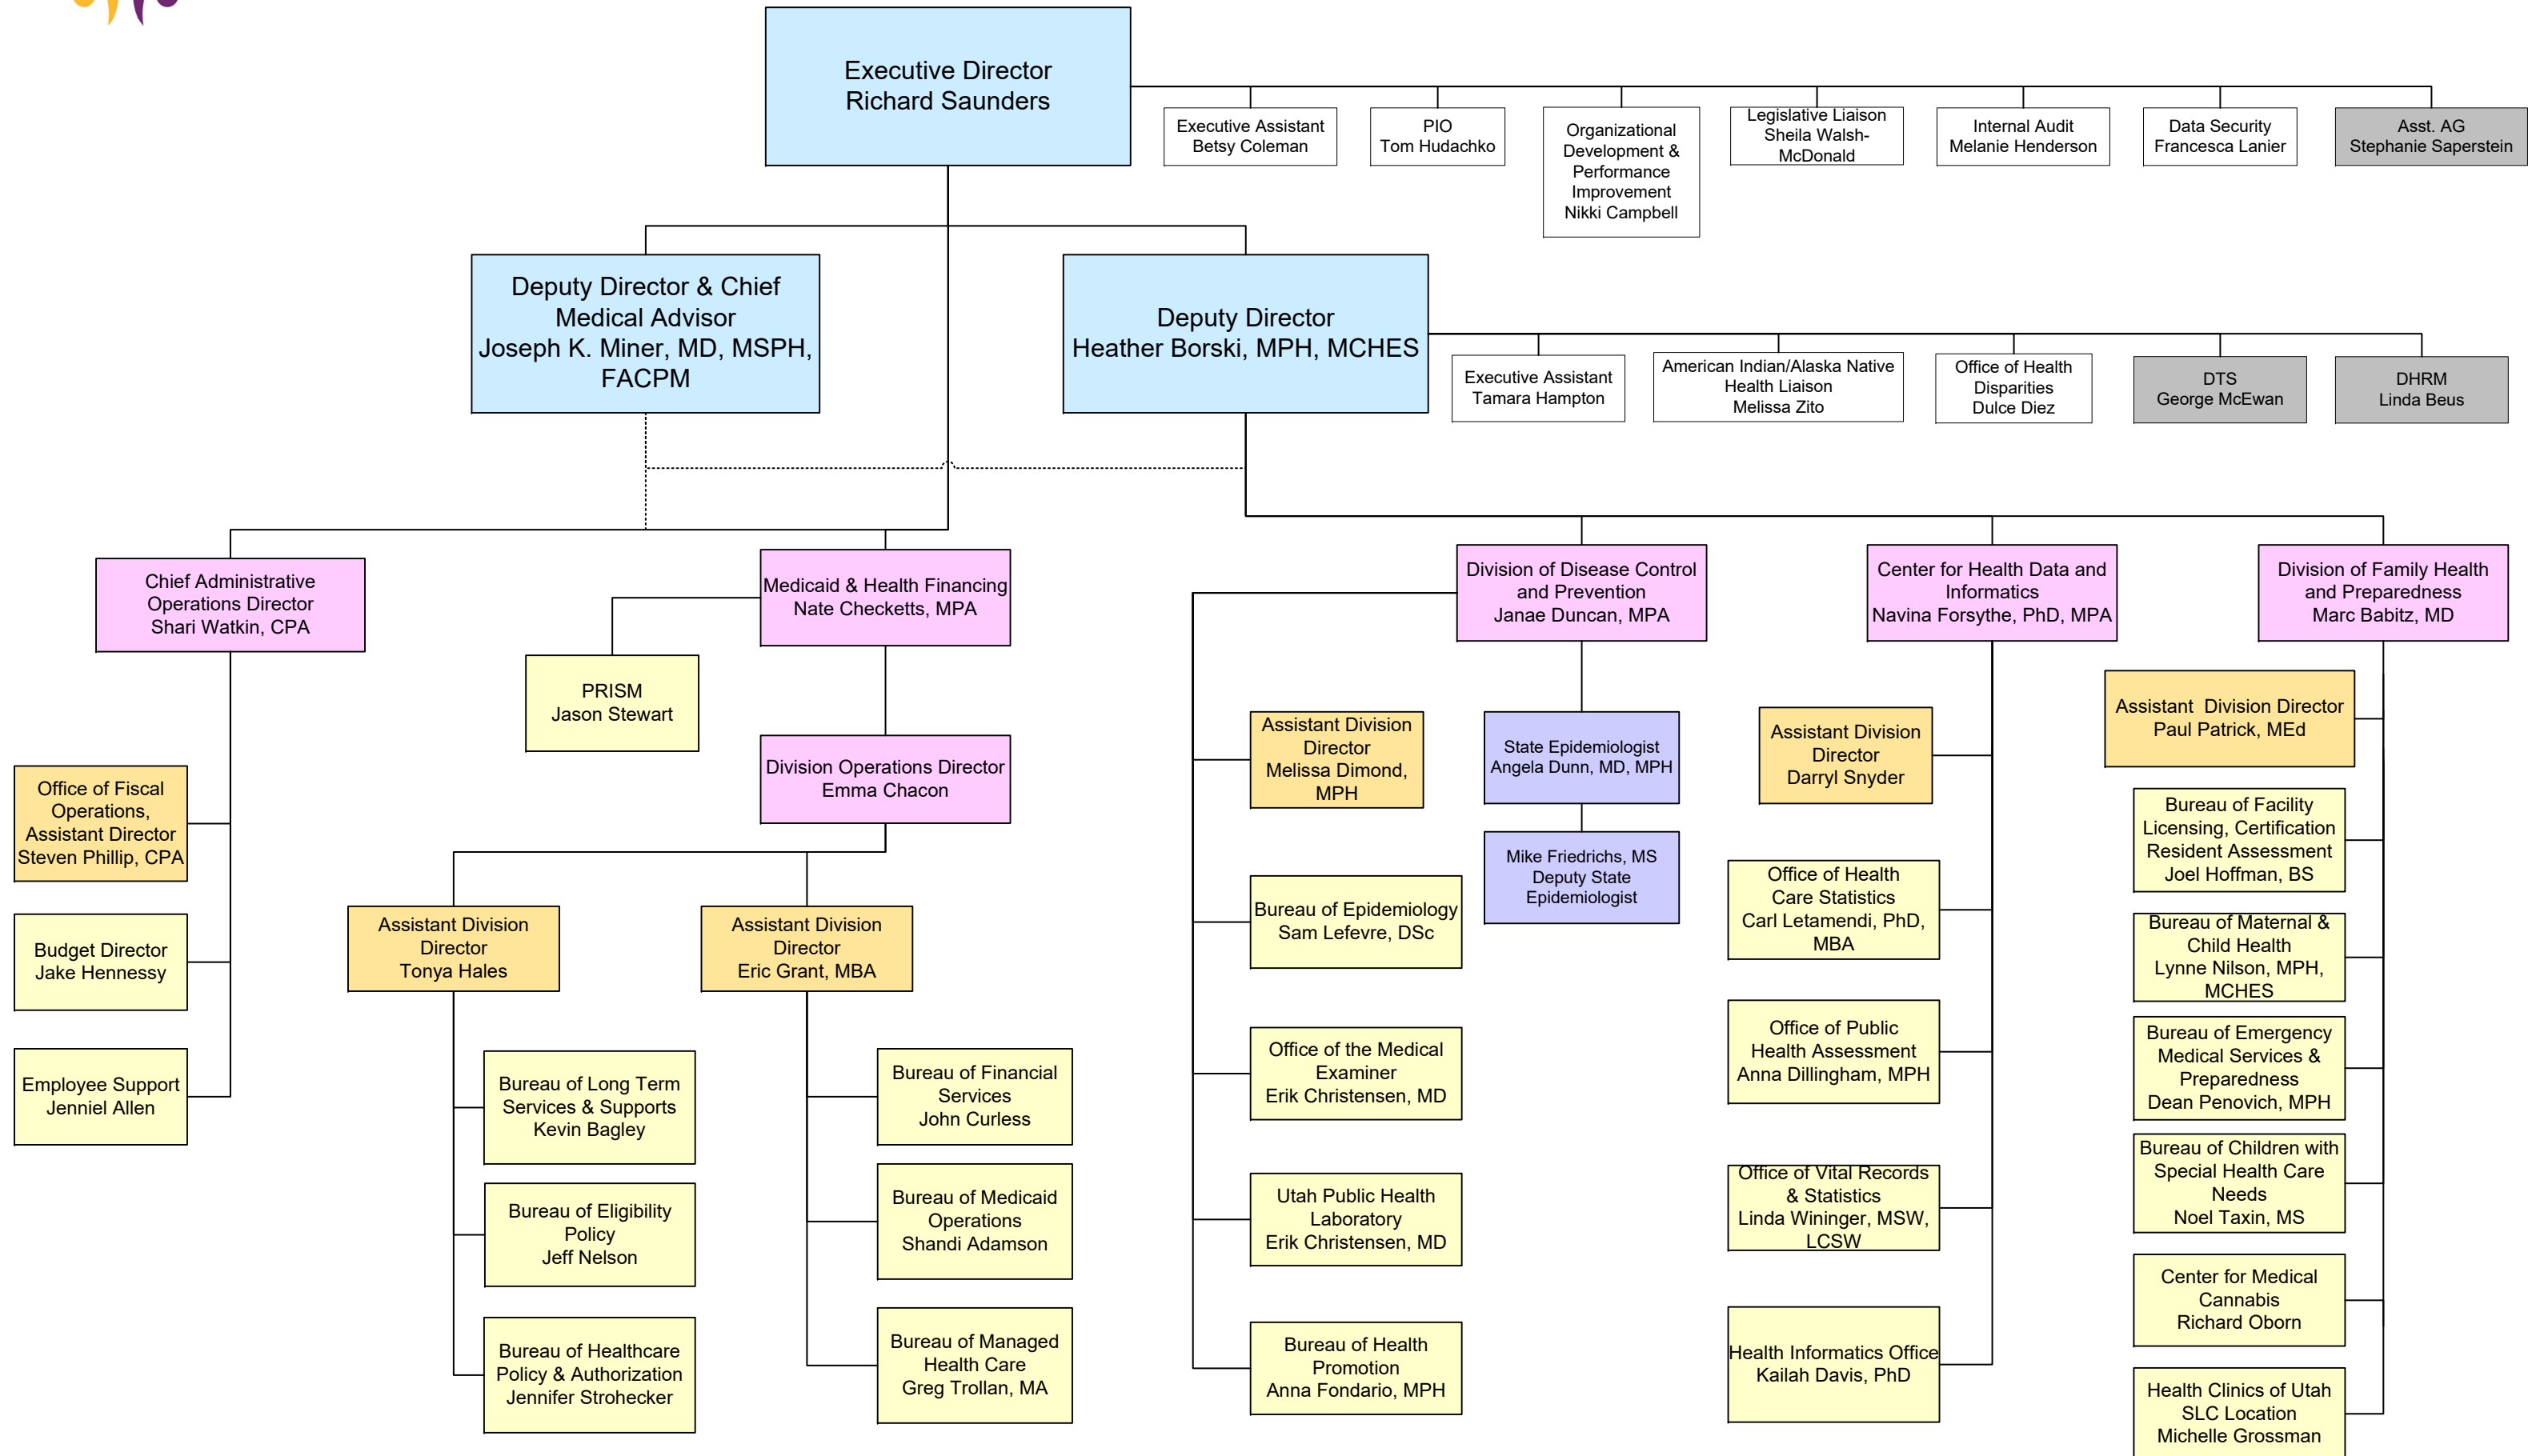 Executive Director
Richard Saunders
Executive Assistant
Betsy Coleman
PIO
Tom Hudachko
Organizational
Development &
Performance
Improvement
Nikki Campbell
Legislative Liaison
Sheila Walsh-
McDonald
Internal Audit
Melanie Henderson
Data Security
Francesca Lanier
Asst. AG
Stephanie Saperstein
Deputy Director & Chief
Medical Advisor
Joseph K. Miner, MD, MSPH,
FACPM
Deputy Director
Heather Borski, MPH, MCHES
Executive Assistant
Tamara Hampton
American Indian/Alaska Native
Health Liaison
Melissa Zito
Office of Health
Disparities
Dulce Diez
DTS
George McEwan
DHRM
Linda Beus
Chief Administrative
Operations Director
Shari Watkin, CPA
Medicaid & Health Financing
Nate Checketts, MPA
Division of Disease Control
and Prevention
Janae Duncan, MPA
Center for Health Data and
Informatics
Navina Forsythe, PhD, MPA
Division of Family Health
and Preparedness
Marc Babitz, MD
Office of Fiscal
Operations,
Assistant Director
Steven Phillip, CPA
Budget Director
Jake Hennessy
Employee Support
Jenniel Allen
PRISM
Jason Stewart
Division Operations Director
Emma Chacon
Assistant Division
Director
Tonya Hales
Bureau of Long Term
Services & Supports
Kevin Bagley
Bureau of Eligibility
Policy
Jeff Nelson
Bureau of Healthcare
Policy & Authorization
Jennifer Strohecker
Assistant Division
Director
Eric Grant, MBA
Bureau of Financial
Services
John Curless
Bureau of Medicaid
Operations
Shandi Adamson
Bureau of Managed
Health Care
Greg Trollan, MA
Assistant Division
Director
Melissa Dimond,
MPH
Bureau of Epidemiology
Sam Lefevre, DSc
Office of the Medical
Examiner
Erik Christensen, MD
Utah Public Health
Laboratory
Erik Christensen, MD
Bureau of Health
Promotion
Anna Fondario, MPH
State Epidemiologist
Angela Dunn, MD, MPH
Mike Friedrichs, MS
Deputy State
Epidemiologist
Assistant Division
Director
Darryl Snyder
Office of Health
Care Statistics
Carl Letamendi, PhD,
MBA
Office of Public
Health Assessment
Anna Dillingham, MPH
Office of Vital Records
& Statistics
Linda Wininger, MSW,
LCSW
Health Informatics Office
Kailah Davis, PhD
Assistant  Division Director
Paul Patrick, MEd
Bureau of Facility
Licensing, Certification
Resident Assessment
Joel Hoffman, BS
Bureau of Maternal &
Child Health
Lynne Nilson, MPH,
MCHES
Bureau of Emergency
Medical Services &
Preparedness
Dean Penovich, MPH
Bureau of Children with
Special Health Care
Needs
Noel Taxin, MS
Center for Medical
Cannabis
Richard Oborn
Health Clinics of Utah
SLC Location
Michelle Grossman